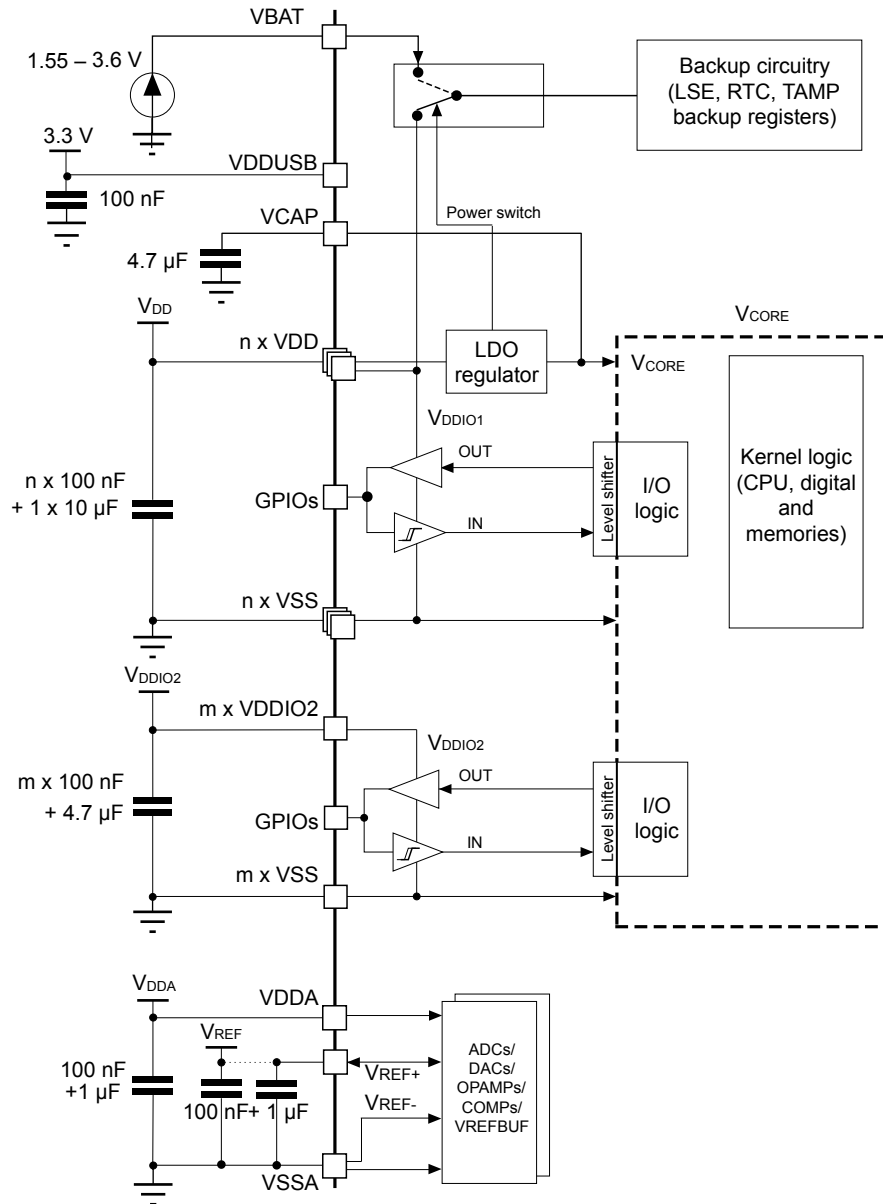 VBAT
1.55 – 3.6 V
Backup circuitry
(LSE, RTC, TAMP
backup registers)
3.3 V
VDDUSB
100 nF
VCAP
Power switch
4.7 µF
VDD
n x VDD
LDO
regulator
VCORE
VCORE
VDDIO1
OUT
n x 100 nF
+ 1 x 10 µF
GPIOs
IN
Level shifter
I/O
logic
Kernel logic
(CPU, digital
and
memories)
n x VSS
VDDIO2
m x VDDIO2
VDDIO2
OUT
m x 100 nF
+ 4.7 µF
GPIOs
IN
Level shifter
I/O
logic
m x VSS
VDDA
VDDA
VREF
100 nF
+1 µF
100 nF
+ 1 µF
VREF+
VREF-
ADCs/
DACs/
OPAMPs/
COMPs/
VREFBUF
VSSA